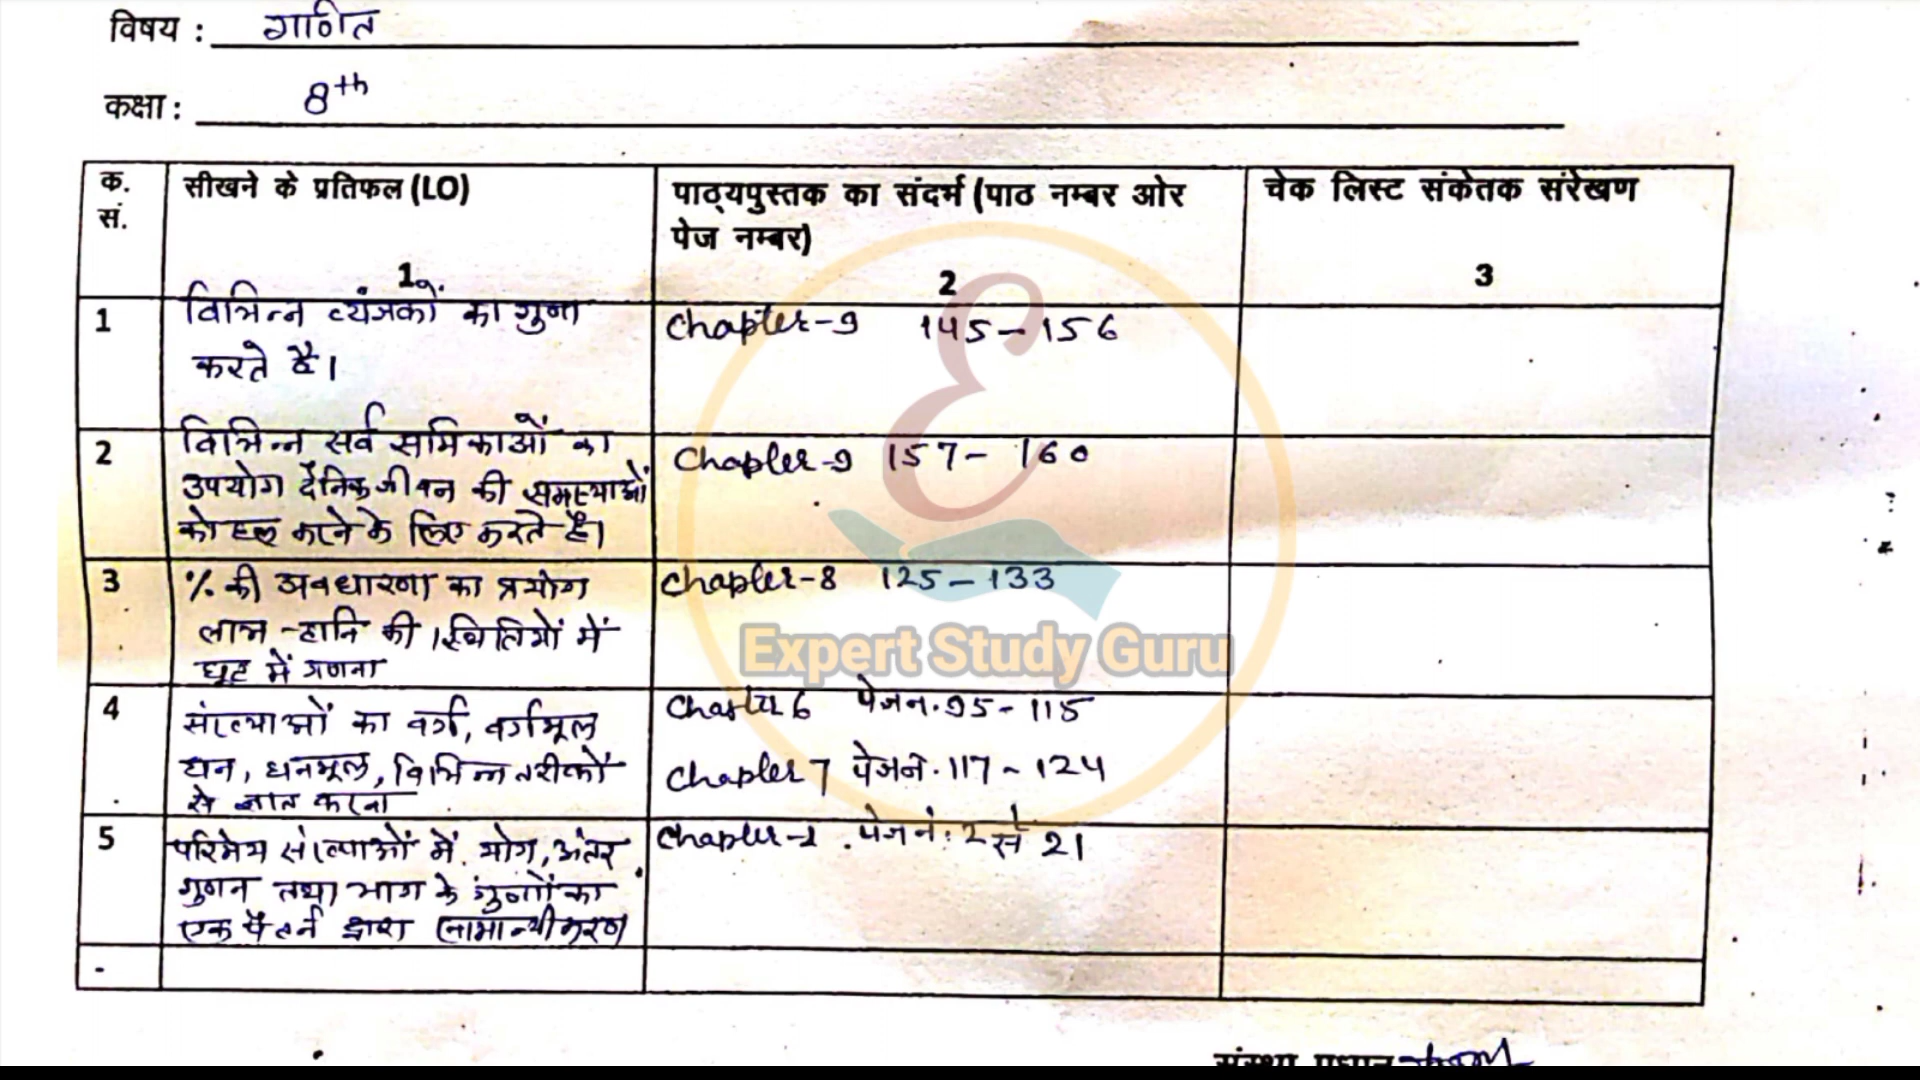 विषय : गणित
कक्षा : 8th
क. सं.
सीखने के प्रतिफल (LO)
1
पाठ्यपुस्तक का संदर्भ (पाठ नम्बर ओर
पेज नम्बर)
2
चेक लिस्ट संकेतक संरेखण
3
1
विभिन्न व्यंजकों का गुणा
करते है।
Chapter-9 145-156
2
विभिन्न सर्व समिकाओं का
उपयोग दैनिक जीवन की समस्याओं
को हल करने के लिए करते है।
Chapter-9 157- 160
3
% की अवधारणा का प्रयोग
लाभ -हानि की स्थितियों में
छूट में गणना
Chapter-8 125-133
4
संख्याओं का वर्ग, वर्गमूल
घन, घनमूल, विभिन्न तरीकों
से ज्ञात करना
Chapter 6 पेज न. 95- 115
Chapter 7 पेज नं. 117- 124
5
परिमेय संख्याओं में योग, अंतर
गुणन तथा भाग के गुणों का
एक पैटर्न द्वारा सामान्यीकरण
Chapter-1 पेज नं. 2 से 21
Expert Study Guru
संस्था प्रधान